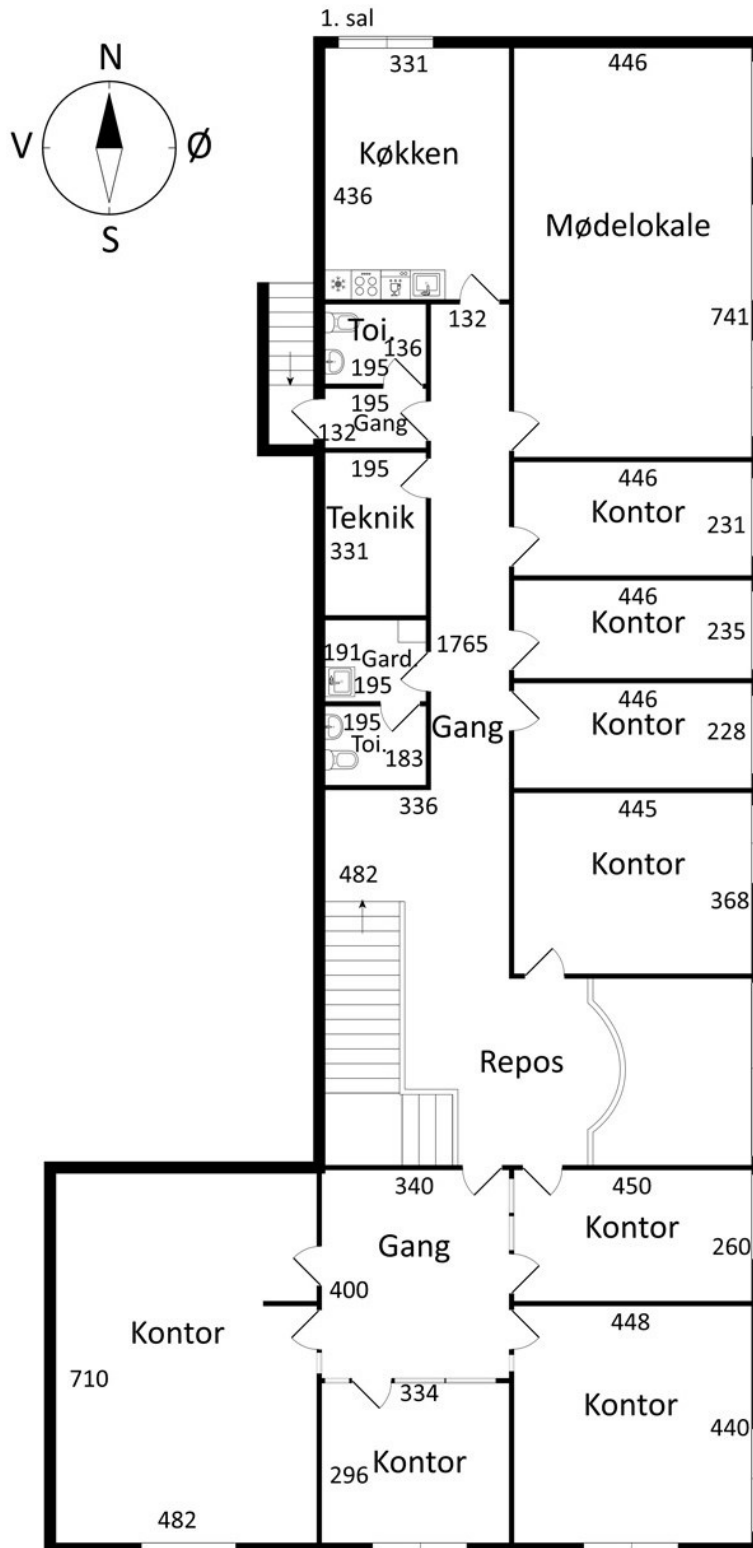 1. sal
N
V
Ø
S
331
446
Køkken
436
Mødelokale
741
132
Toi.
136
195
195
Gang
132
195
Teknik
331
446
Kontor
231
446
Kontor
235
191
Gard.
195
1765
446
Kontor
228
195
Toi.
183
Gang
336
445
Kontor
368
482
Repos
340
450
Gang
Kontor
260
400
448
Kontor
710
334
Kontor
440
296
Kontor
482